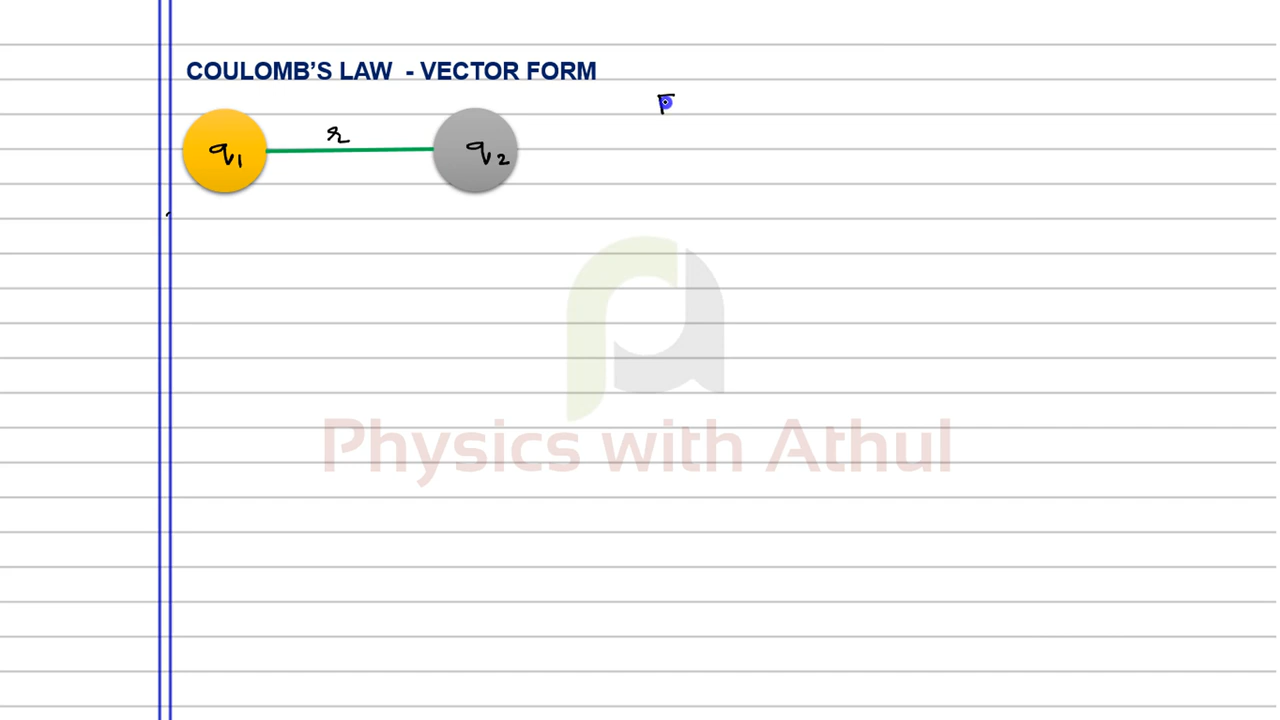 COULOMB'S LAW - VECTOR FORM
F
r
q1 q2
Physics with Athul